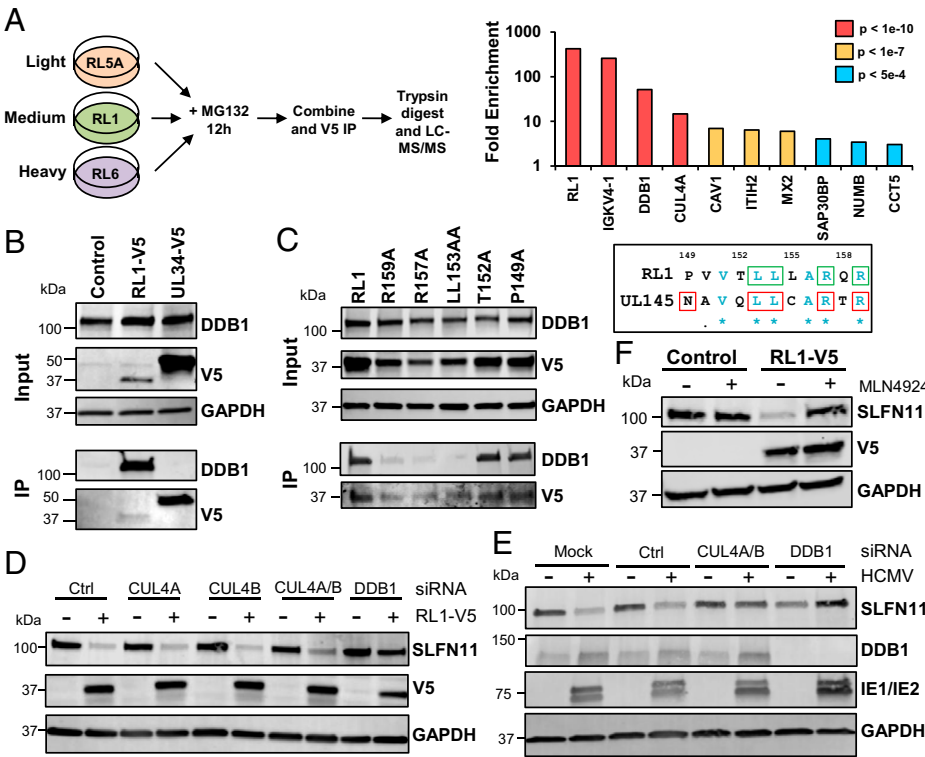 A
Light
RL5A
Medium
RL1
Heavy
RL6
+ MG132
12h
Combine
and V5 IP
Trypsin
digest
and LC-
MS/MS
Fold Enrichment
1000
100
10
1
RL1
IGKV4-1
DDB1
CUL4A
CAV1
ITIH2
MX2
SAP30BP
NUMB
CCT5
p < 1e-10
p < 1e-7
p < 5e-4
B
Control
RL1-V5
UL34-V5
kDa
Input
100
DDB1
50
37
V5
37
GAPDH
IP
100
DDB1
50
37
V5
C
RL1
R159A
R157A
LL153AA
T152A
P149A
kDa
Input
100
DDB1
37
V5
37
GAPDH
IP
100
DDB1
37
V5
149 152 155 158
RL1 P V V T L L L A R Q R
UL145 N A V Q L L C A R T R
. * * * * * *
F
Control RL1-V5
kDa
- + - + MLN4924
100 SLFN11
37 V5
37 GAPDH
D
Ctrl CUL4A CUL4B CUL4A/B DDB1 siRNA
- + - + - + - + - + RL1-V5
kDa
100 SLFN11
37 V5
37 GAPDH
E
Mock Ctrl CUL4A/B DDB1 siRNA
- + - + - + - + HCMV
kDa
100 SLFN11
150 DDB1
75 IE1/IE2
37 GAPDH